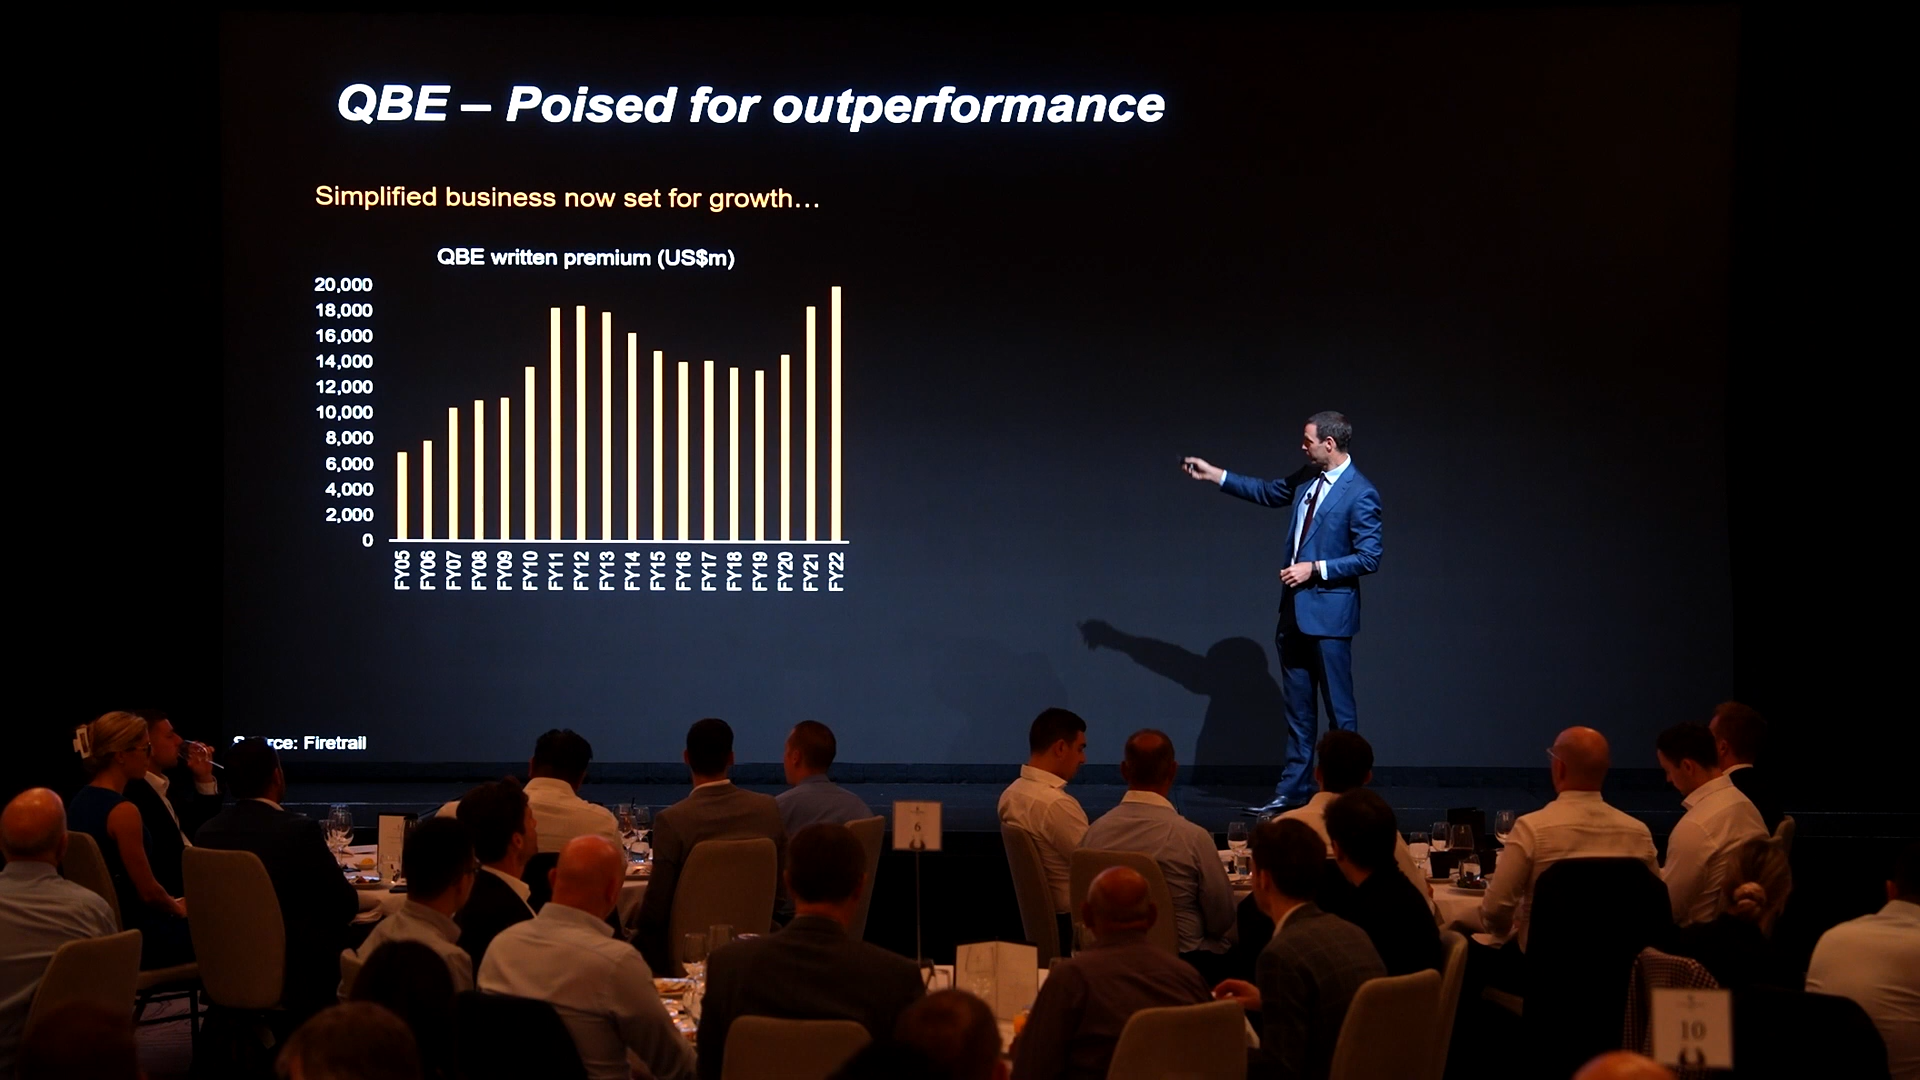 QBE – Poised for outperformance
Simplified business now set for growth…
QBE written premium (US$m)
20,000
18,000
16,000
14,000
12,000
10,000
8,000
6,000
4,000
2,000
0
FY05
FY06
FY07
FY08
FY09
FY10
FY11
FY12
FY13
FY14
FY15
FY16
FY17
FY18
FY19
FY20
FY21
FY22
Firetrail
6
10